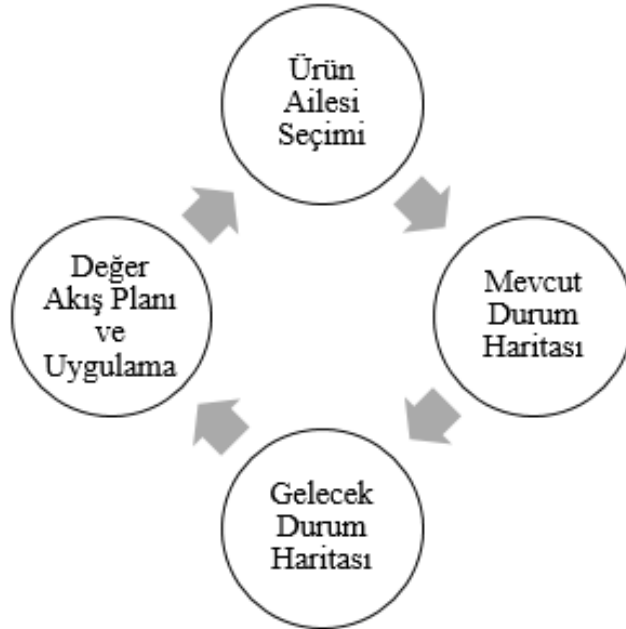 Ürün
Ailesi
Seçimi
Mevcut
Durum
Haritası
Gelecek
Durum
Haritası
Değer
Akış Planı
ve
Uygulama